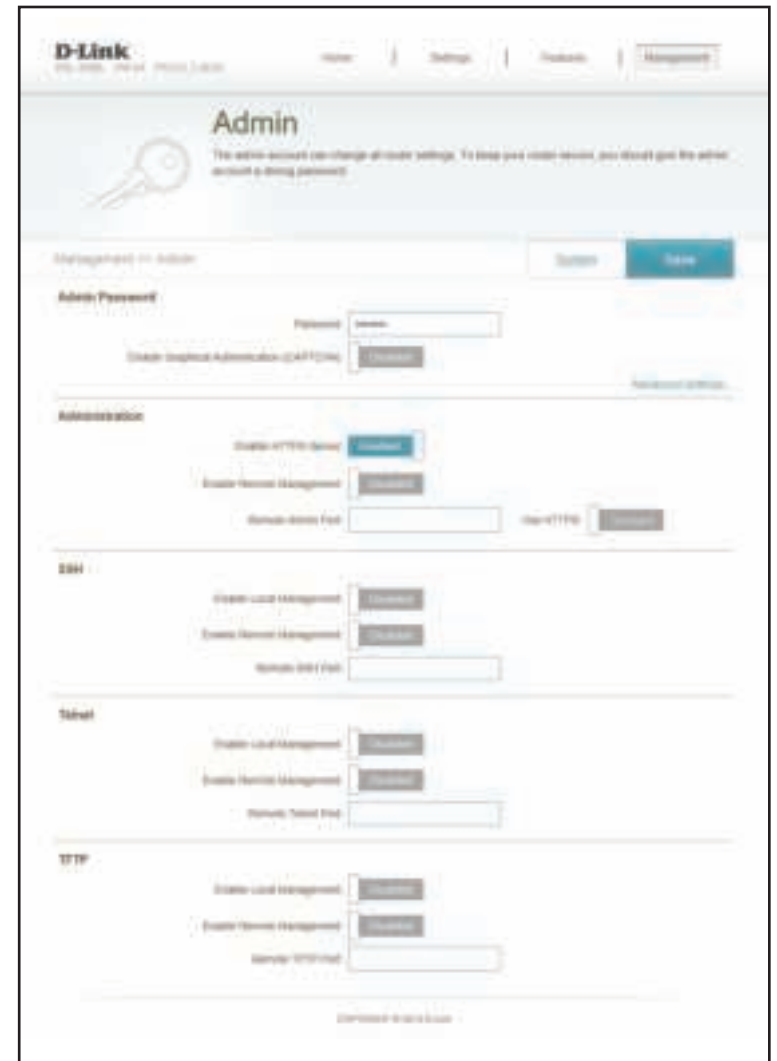 D-Link
Home | Settings | Features | Management
Admin
The admin account can change all router settings. To keep your router secure, you should give the admin
account a strong password.
Management >> Admin
System
Save
Admin Password
Password
Enable Graphical Authentication (CAPTCHA) Disabled
Advanced Settings...
Administration
Enable HTTPS Server Enabled
Enable Remote Management Disabled
Remote Admin Port Use HTTPS Disabled
SSH
Enable Local Management Disabled
Enable Remote Management Disabled
Remote SSH Port
Telnet
Enable Local Management Disabled
Enable Remote Management Disabled
Remote Telnet Port
TFTP
Enable Local Management Disabled
Enable Remote Management Disabled
Remote TFTP Port
COPYRIGHT D-Link